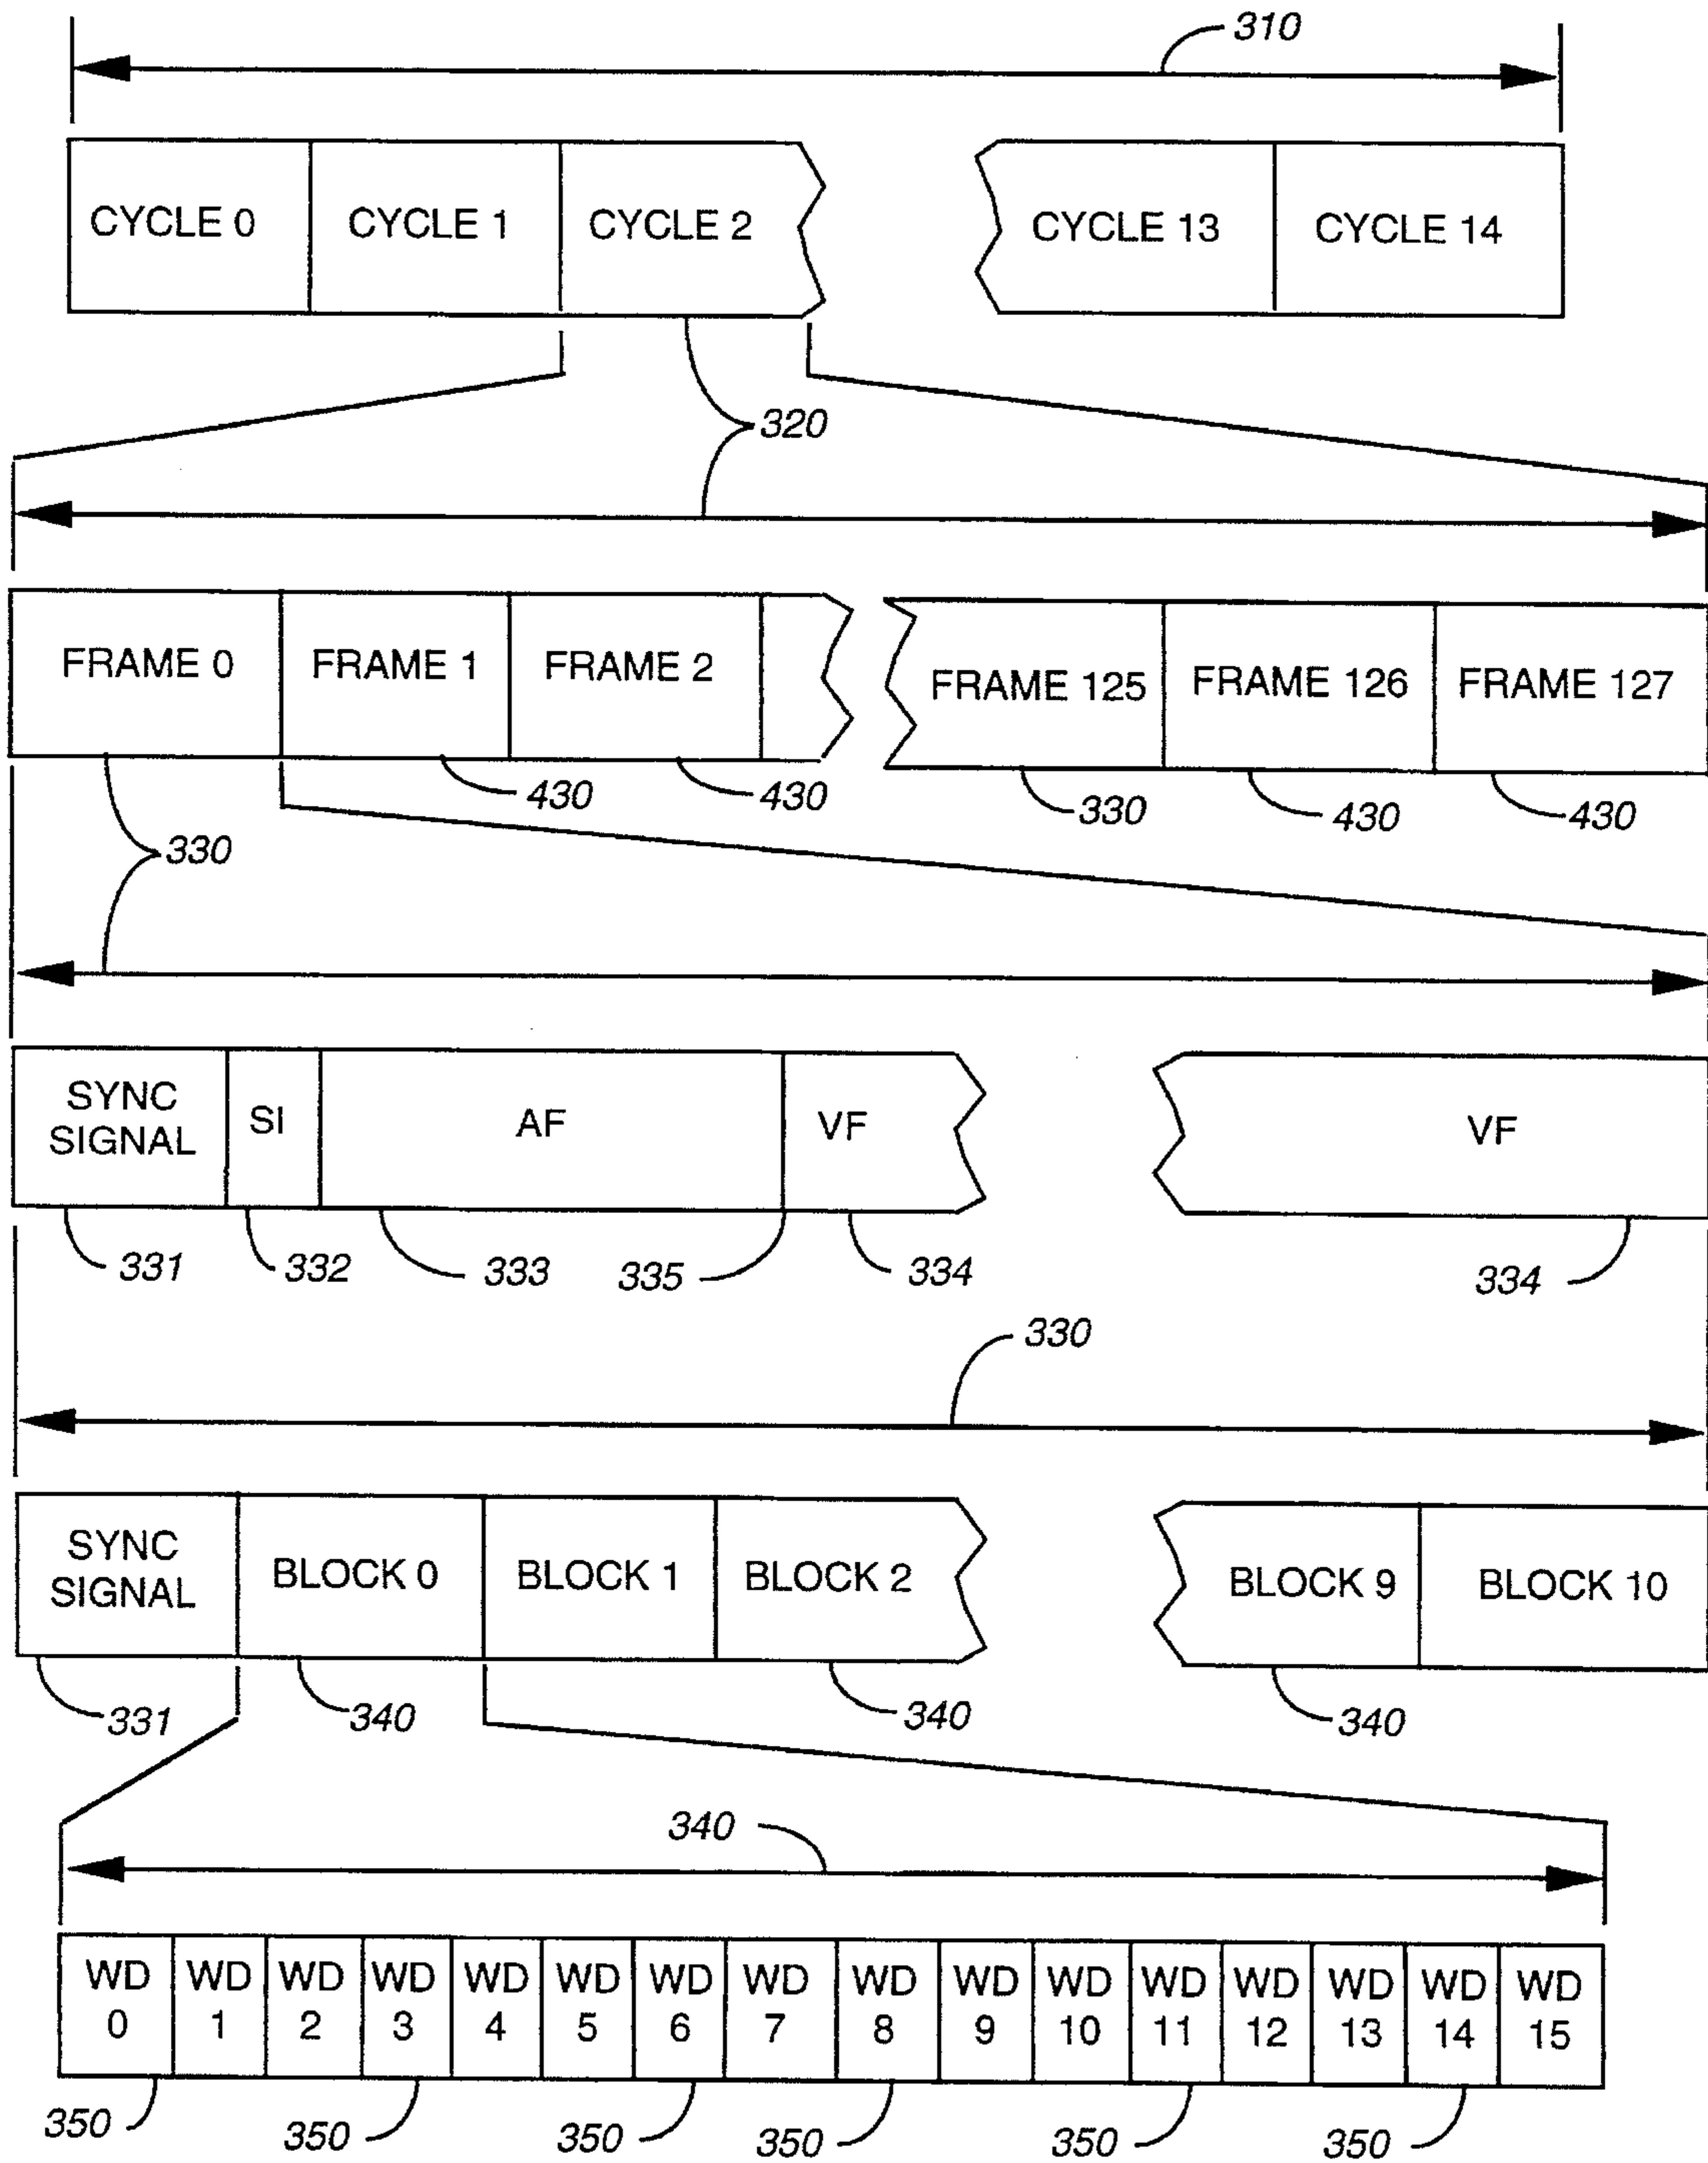 310
CYCLE 0 CYCLE 1 CYCLE 2 CYCLE 13 CYCLE 14
320
FRAME 0 FRAME 1 FRAME 2 FRAME 125 FRAME 126 FRAME 127
430 430 330 430 430
330
SYNC SIGNAL SI AF VF VF
331 332 333 335 334 334
330
SYNC SIGNAL BLOCK 0 BLOCK 1 BLOCK 2 BLOCK 9 BLOCK 10
331 340 340 340
340
WD 0 WD 1 WD 2 WD 3 WD 4 WD 5 WD 6 WD 7 WD 8 WD 9 WD 10 WD 11 WD 12 WD 13 WD 14 WD 15
350 350 350 350 350 350